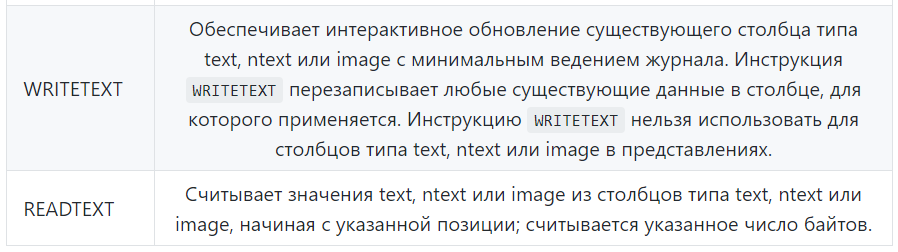 WRITETEXT
Обеспечивает интерактивное обновление существующего столбца типа
text, ntext или image с минимальным ведением журнала. Инструкция
WRITETEXT перезаписывает любые существующие данные в столбце, для
которого применяется. Инструкцию WRITETEXT нельзя использовать для
столбцов типа text, ntext или image в представлениях.
READTEXT
Считывает значения text, ntext или image из столбцов типа text, ntext или
image, начиная с указанной позиции; считывается указанное число байтов.